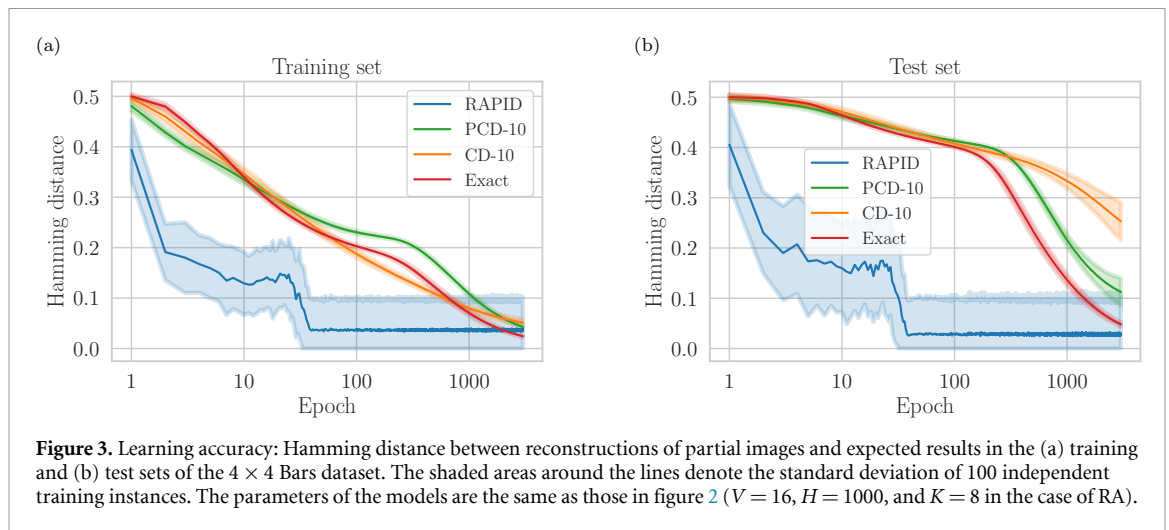 (a)
Training set
Hamming distance
0.5
0.4
0.3
0.2
0.1
0.0
1
10
100
1000
Epoch
RAPID
PCD-10
CD-10
Exact
(b)
Test set
Hamming distance
0.5
0.4
0.3
0.2
0.1
0.0
1
10
100
1000
Epoch
RAPID
PCD-10
CD-10
Exact
Figure 3. Learning accuracy: Hamming distance between reconstructions of partial images and expected results in the (a) training
and (b) test sets of the 4 × 4 Bars dataset. The shaded areas around the lines denote the standard deviation of 100 independent
training instances. The parameters of the models are the same as those in figure 2 (V = 16, H = 1000, and K = 8 in the case of RA).